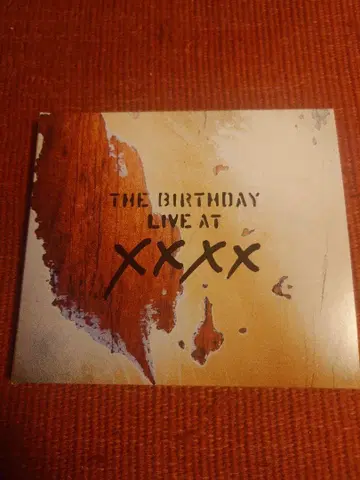 THE BIRTHDAY
LIVE AT
XXXX